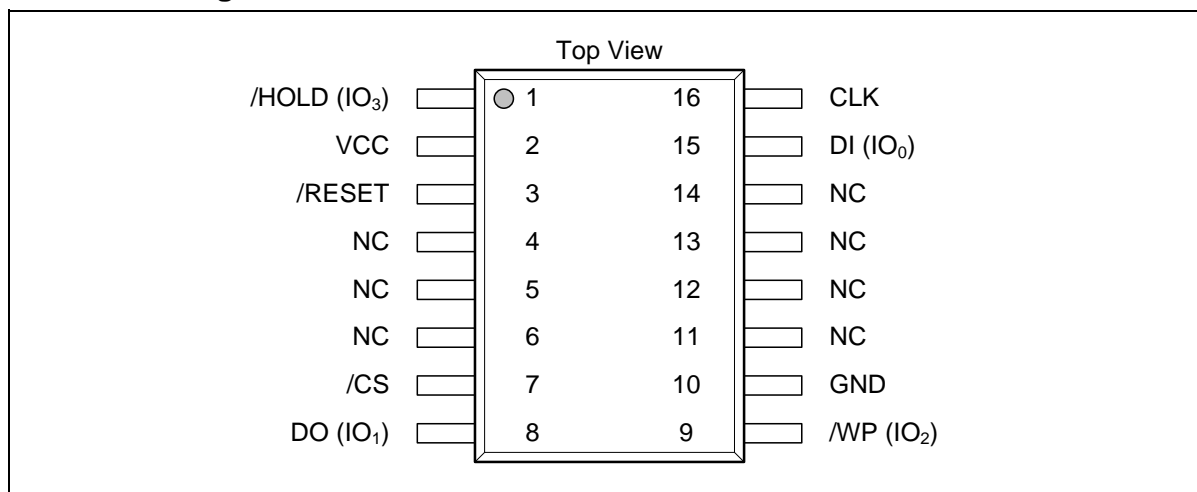 Top View
/HOLD (IO₃) 1 16 CLK
VCC 2 15 DI (IO₀)
/RESET 3 14 NC
NC 4 13 NC
NC 5 12 NC
NC 6 11 NC
/CS 7 10 GND
DO (IO₁) 8 9 /WP (IO₂)